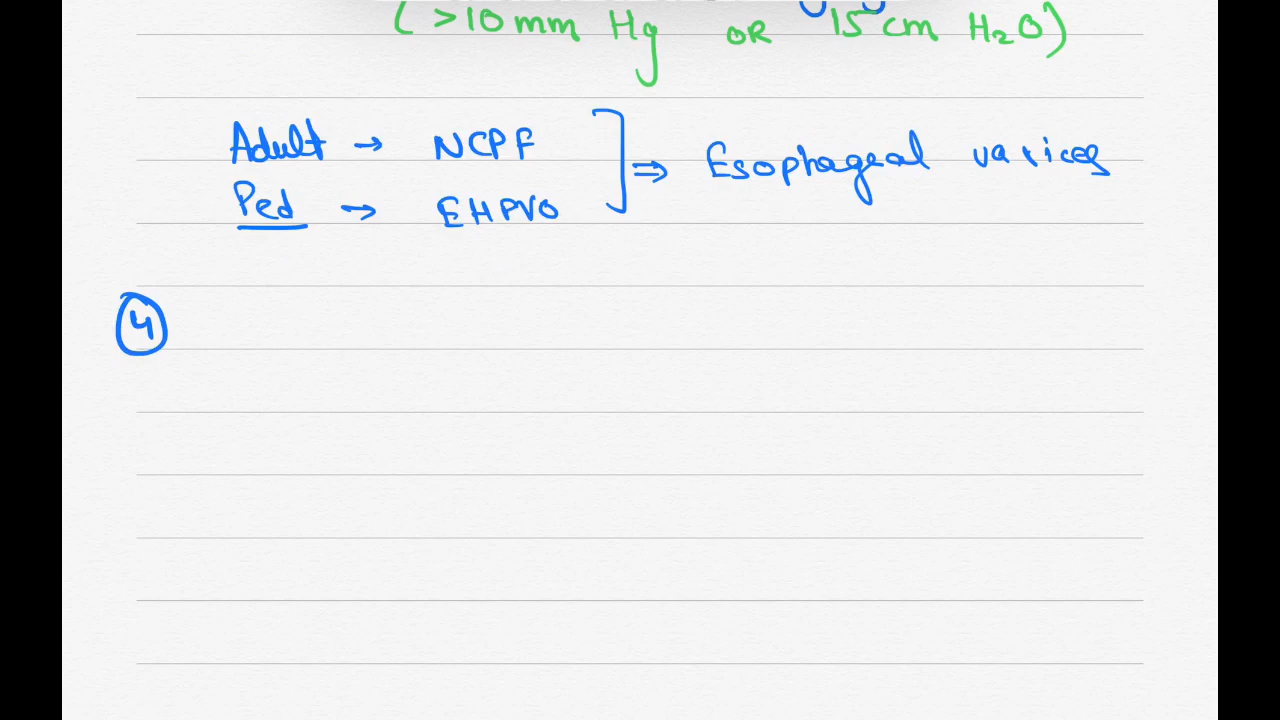 ( >10 mm Hg OR 15 cm H₂O)
Adult → NCPF
⇒ Esophageal varices
Ped → EHPVO
4